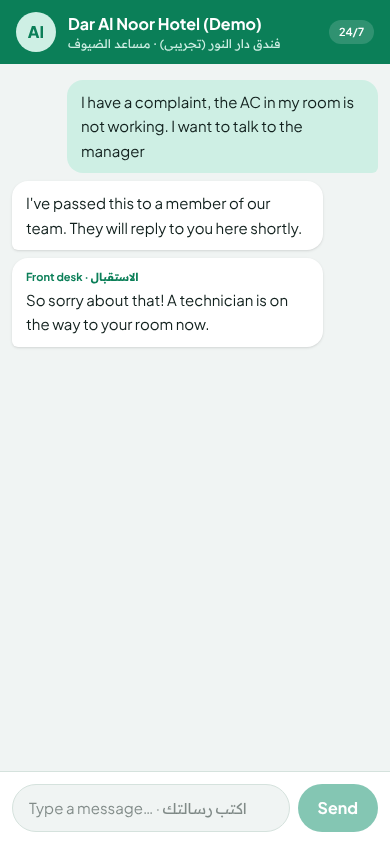 AI
Dar Al Noor Hotel (Demo)
فندق دار النور (تجريبي) · مساعد الضيوف
24/7
I have a complaint, the AC in my room is
not working. I want to talk to the
manager
I've passed this to a member of our
team. They will reply to you here shortly.
Front desk · الاستقبال
So sorry about that! A technician is on
the way to your room now.
Type a message… · اكتب رسالتك
Send